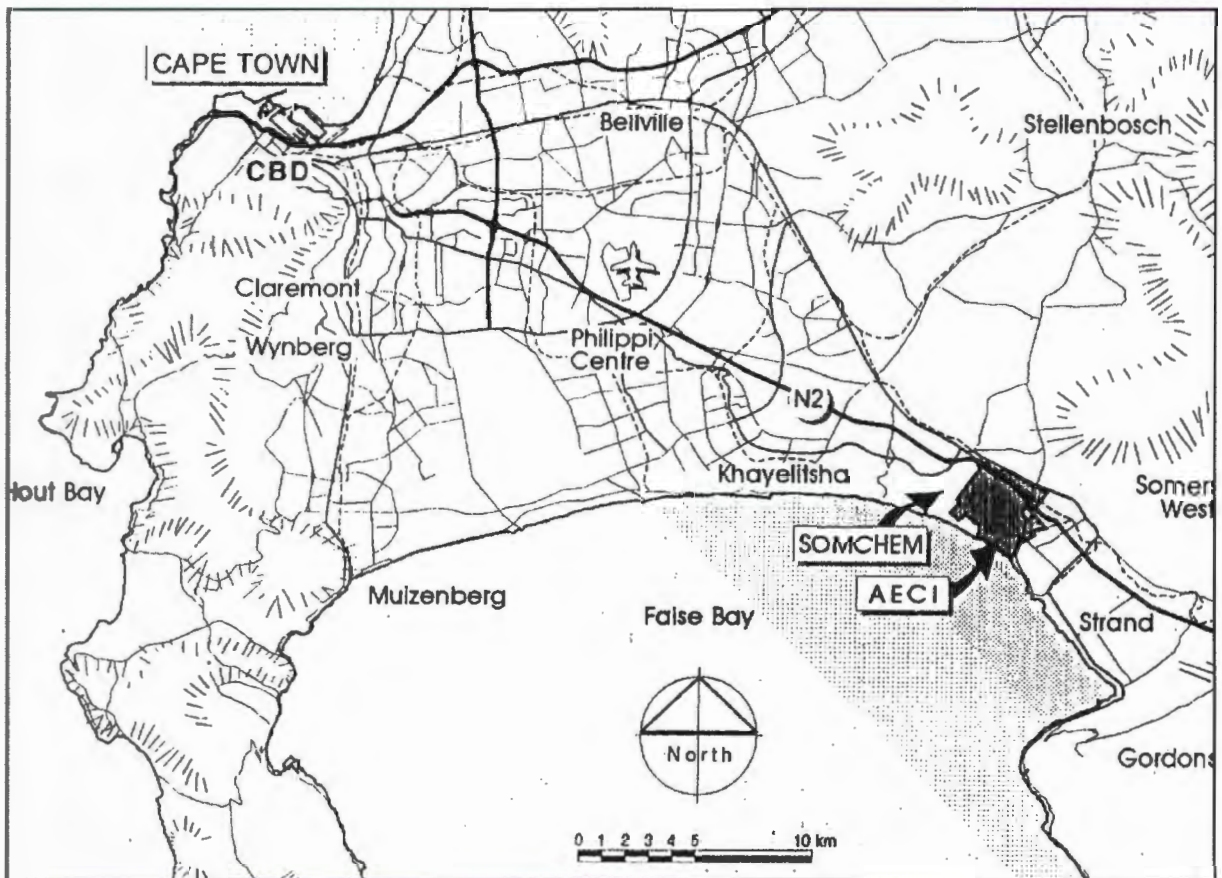 CAPE TOWN
CBD
Bellville
Stellenbosch
Claremont
Wynberg
Philippi
Centre
N2
Hout Bay
Khayelitsha
Somers
West
SOMCHEM
AECI
Muizenberg
False Bay
Strand
North
Gordons
0 1 2 3 4 5 10 km